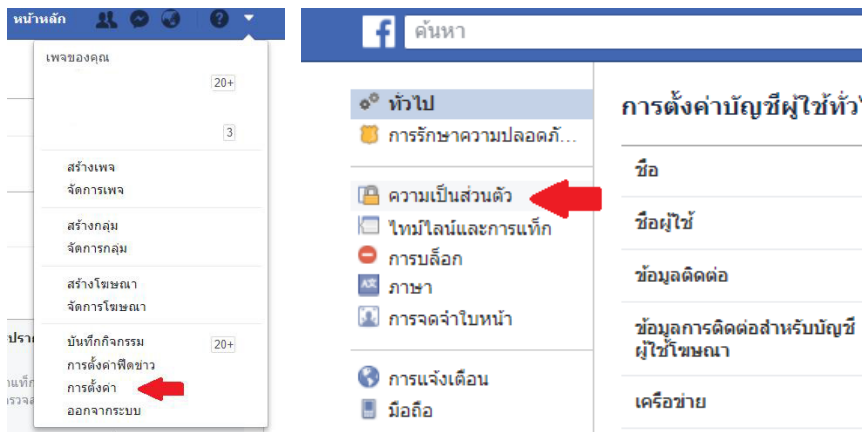 หน้าหลัก
เพจของคุณ
20+
3
สร้างเพจ
จัดการเพจ
สร้างกลุ่ม
จัดการกลุ่ม
สร้างโฆษณา
จัดการโฆษณา
บันทึกกิจกรรม
20+
การตั้งค่าฟีดข่าว
การตั้งค่า
ออกจากระบบ
f
ค้นหา
ทั่วไป
การรักษาความปลอดภั...
ความเป็นส่วนตัว
ไทม์ไลน์และการแท็ก
การบล็อก
ภาษา
การจดจำใบหน้า
การแจ้งเตือน
มือถือ
การตั้งค่าบัญชีผู้ใช้ทั่วไ
ชื่อ
ชื่อผู้ใช้
ข้อมูลติดต่อ
ข้อมูลการติดต่อสำหรับบัญชี
ผู้ใช้โฆษณา
เครือข่าย